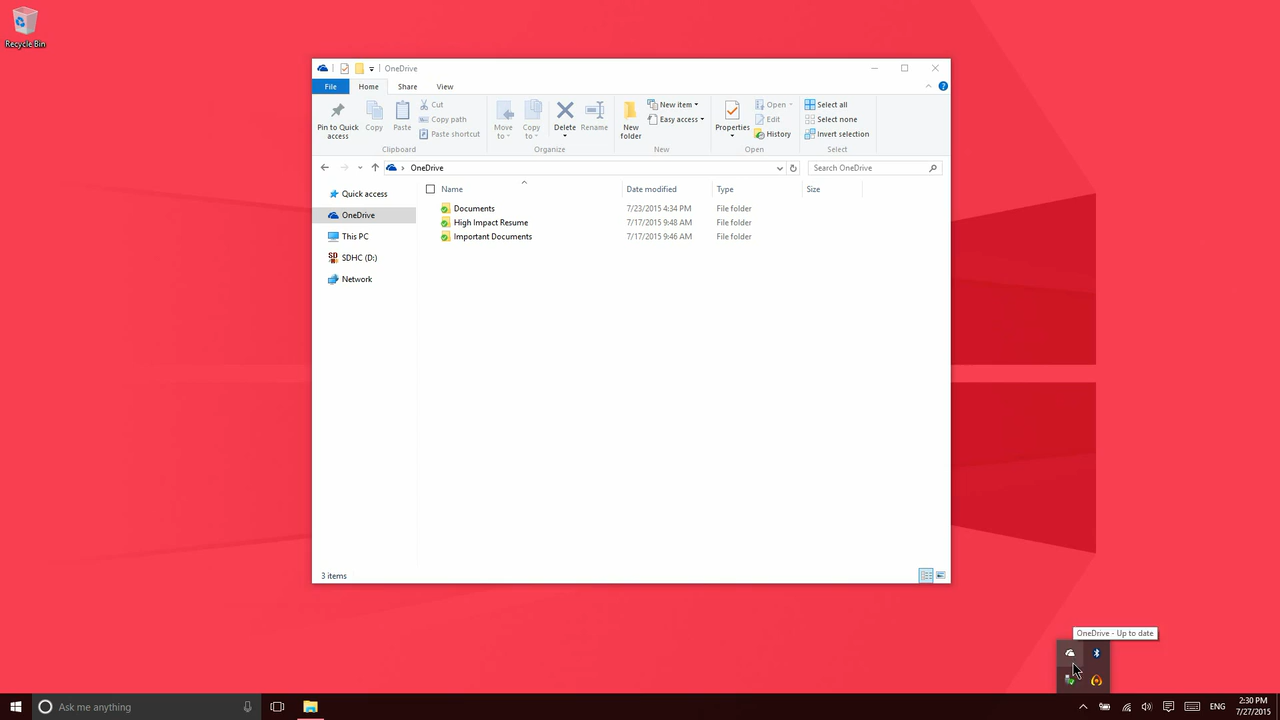 Recycle Bin
OneDrive
File Home Share View
Pin to Quick access
Copy
Paste
Cut
Copy path
Paste shortcut
Clipboard
Move to
Copy to
Delete
Rename
Organize
New folder
New item
Easy access
New
Properties
Open
Edit
History
Open
Select all
Select none
Invert selection
Select
OneDrive
Search OneDrive
Quick access
OneDrive
This PC
SDHC (D:)
Network
Name Date modified Type Size
Documents 7/23/2015 4:34 PM File folder
High Impact Resume 7/17/2015 9:48 AM File folder
Important Documents 7/17/2015 9:46 AM File folder
3 items
OneDrive - Up to date
Ask me anything
ENG
2:30 PM
7/27/2015